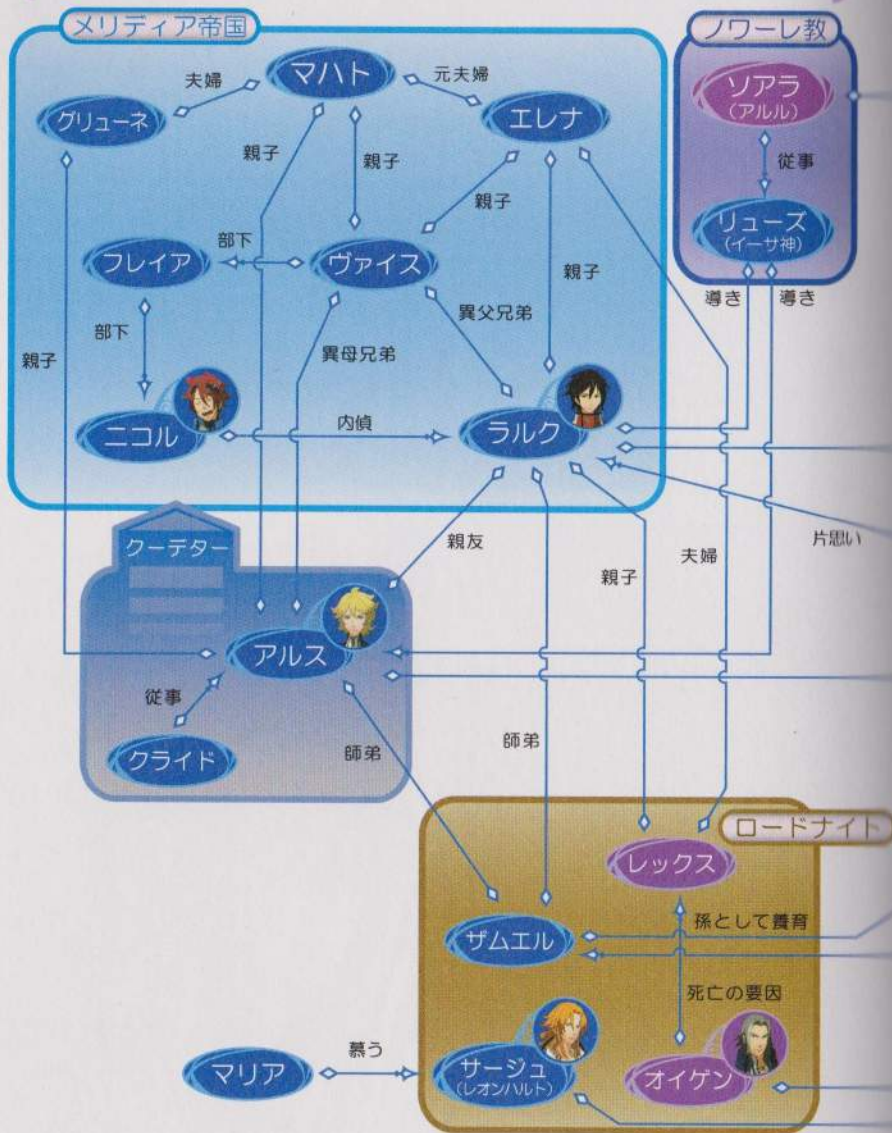 メリディア帝国
ノワーレ教
夫婦
マハト
元夫婦
グリューネ
エレナ
ソアラ
(アルル)
親子
親子
従事
親子
リューズ
(イーサ神)
部下
フレイア
ヴァイス
親子
導き
導き
部下
異父兄弟
親子
異母兄弟
ニコル
内偵
ラルク
クーデター
親友
片思い
親子
夫婦
アルス
従事
師弟
師弟
クライド
ロードナイト
レックス
ザムエル
孫として養育
死亡の要因
マリア
慕う
サージュ
(レオンハルト)
オイゲン